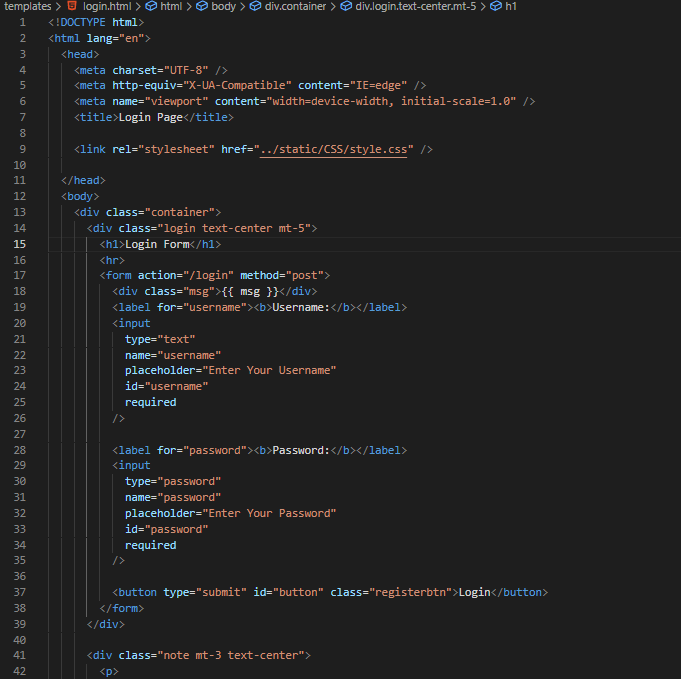 templates > login.html > html > body > div.container > div.login.text-center.mt-5 > h1
1 <!DOCTYPE html>
2 <html lang="en">
3 <head>
4 <meta charset="UTF-8" />
5 <meta http-equiv="X-UA-Compatible" content="IE=edge" />
6 <meta name="viewport" content="width=device-width, initial-scale=1.0" />
7 <title>Login Page</title>
8
9 <link rel="stylesheet" href="../static/CSS/style.css" />
10
11 </head>
12 <body>
13 <div class="container">
14 <div class="login text-center mt-5">
15 <h1>Login Form</h1>
16 <hr>
17 <form action="/login" method="post">
18 <div class="msg">{{ msg }}</div>
19 <label for="username"><b>Username:</b></label>
20 <input
21 type="text"
22 name="username"
23 placeholder="Enter Your Username"
24 id="username"
25 required
26 />
27
28 <label for="password"><b>Password:</b></label>
29 <input
30 type="password"
31 name="password"
32 placeholder="Enter Your Password"
33 id="password"
34 required
35 />
36
37 <button type="submit" id="button" class="registerbtn">Login</button>
38 </form>
39 </div>
40
41 <div class="note mt-3 text-center">
42 <p>